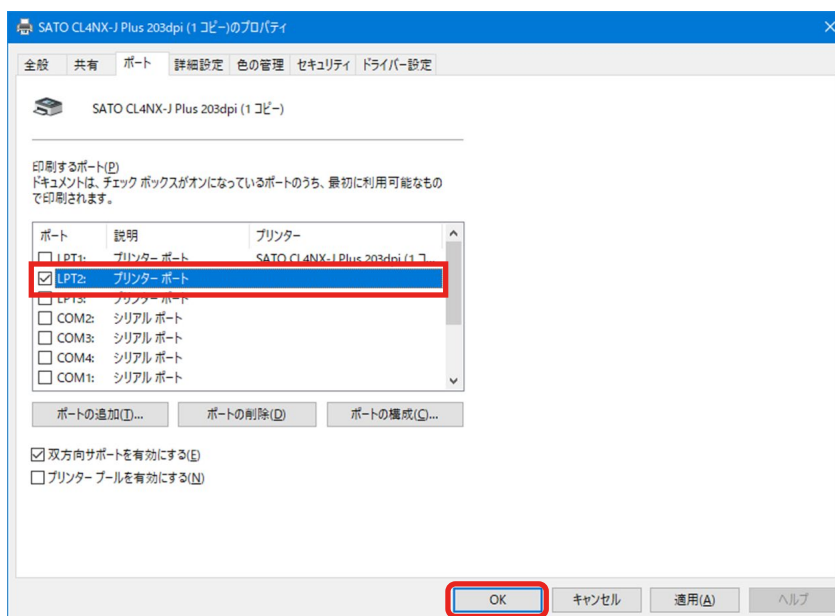 SATO CL4NX-J Plus 203dpi (1 コピー)のプロパティ
全般 共有 ポート 詳細設定 色の管理 セキュリティ ドライバー設定
SATO CL4NX-J Plus 203dpi (1 コピー)
印刷するポート(P)
ドキュメントは、チェック ボックスがオンになっているポートのうち、最初に利用可能なもの
で印刷されます。
ポート 説明 プリンター
LPT1: プリンター ポート SATO CL4NX-J Plus 203dpi (1 コ...
LPT2: プリンター ポート
LPT3: プリンター ポート
COM2: シリアル ポート
COM3: シリアル ポート
COM4: シリアル ポート
COM1: シリアル ポート
ポートの追加(T)... ポートの削除(D) ポートの構成(C)...
双方向サポートを有効にする(E)
プリンター プールを有効にする(N)
OK キャンセル 適用(A) ヘルプ